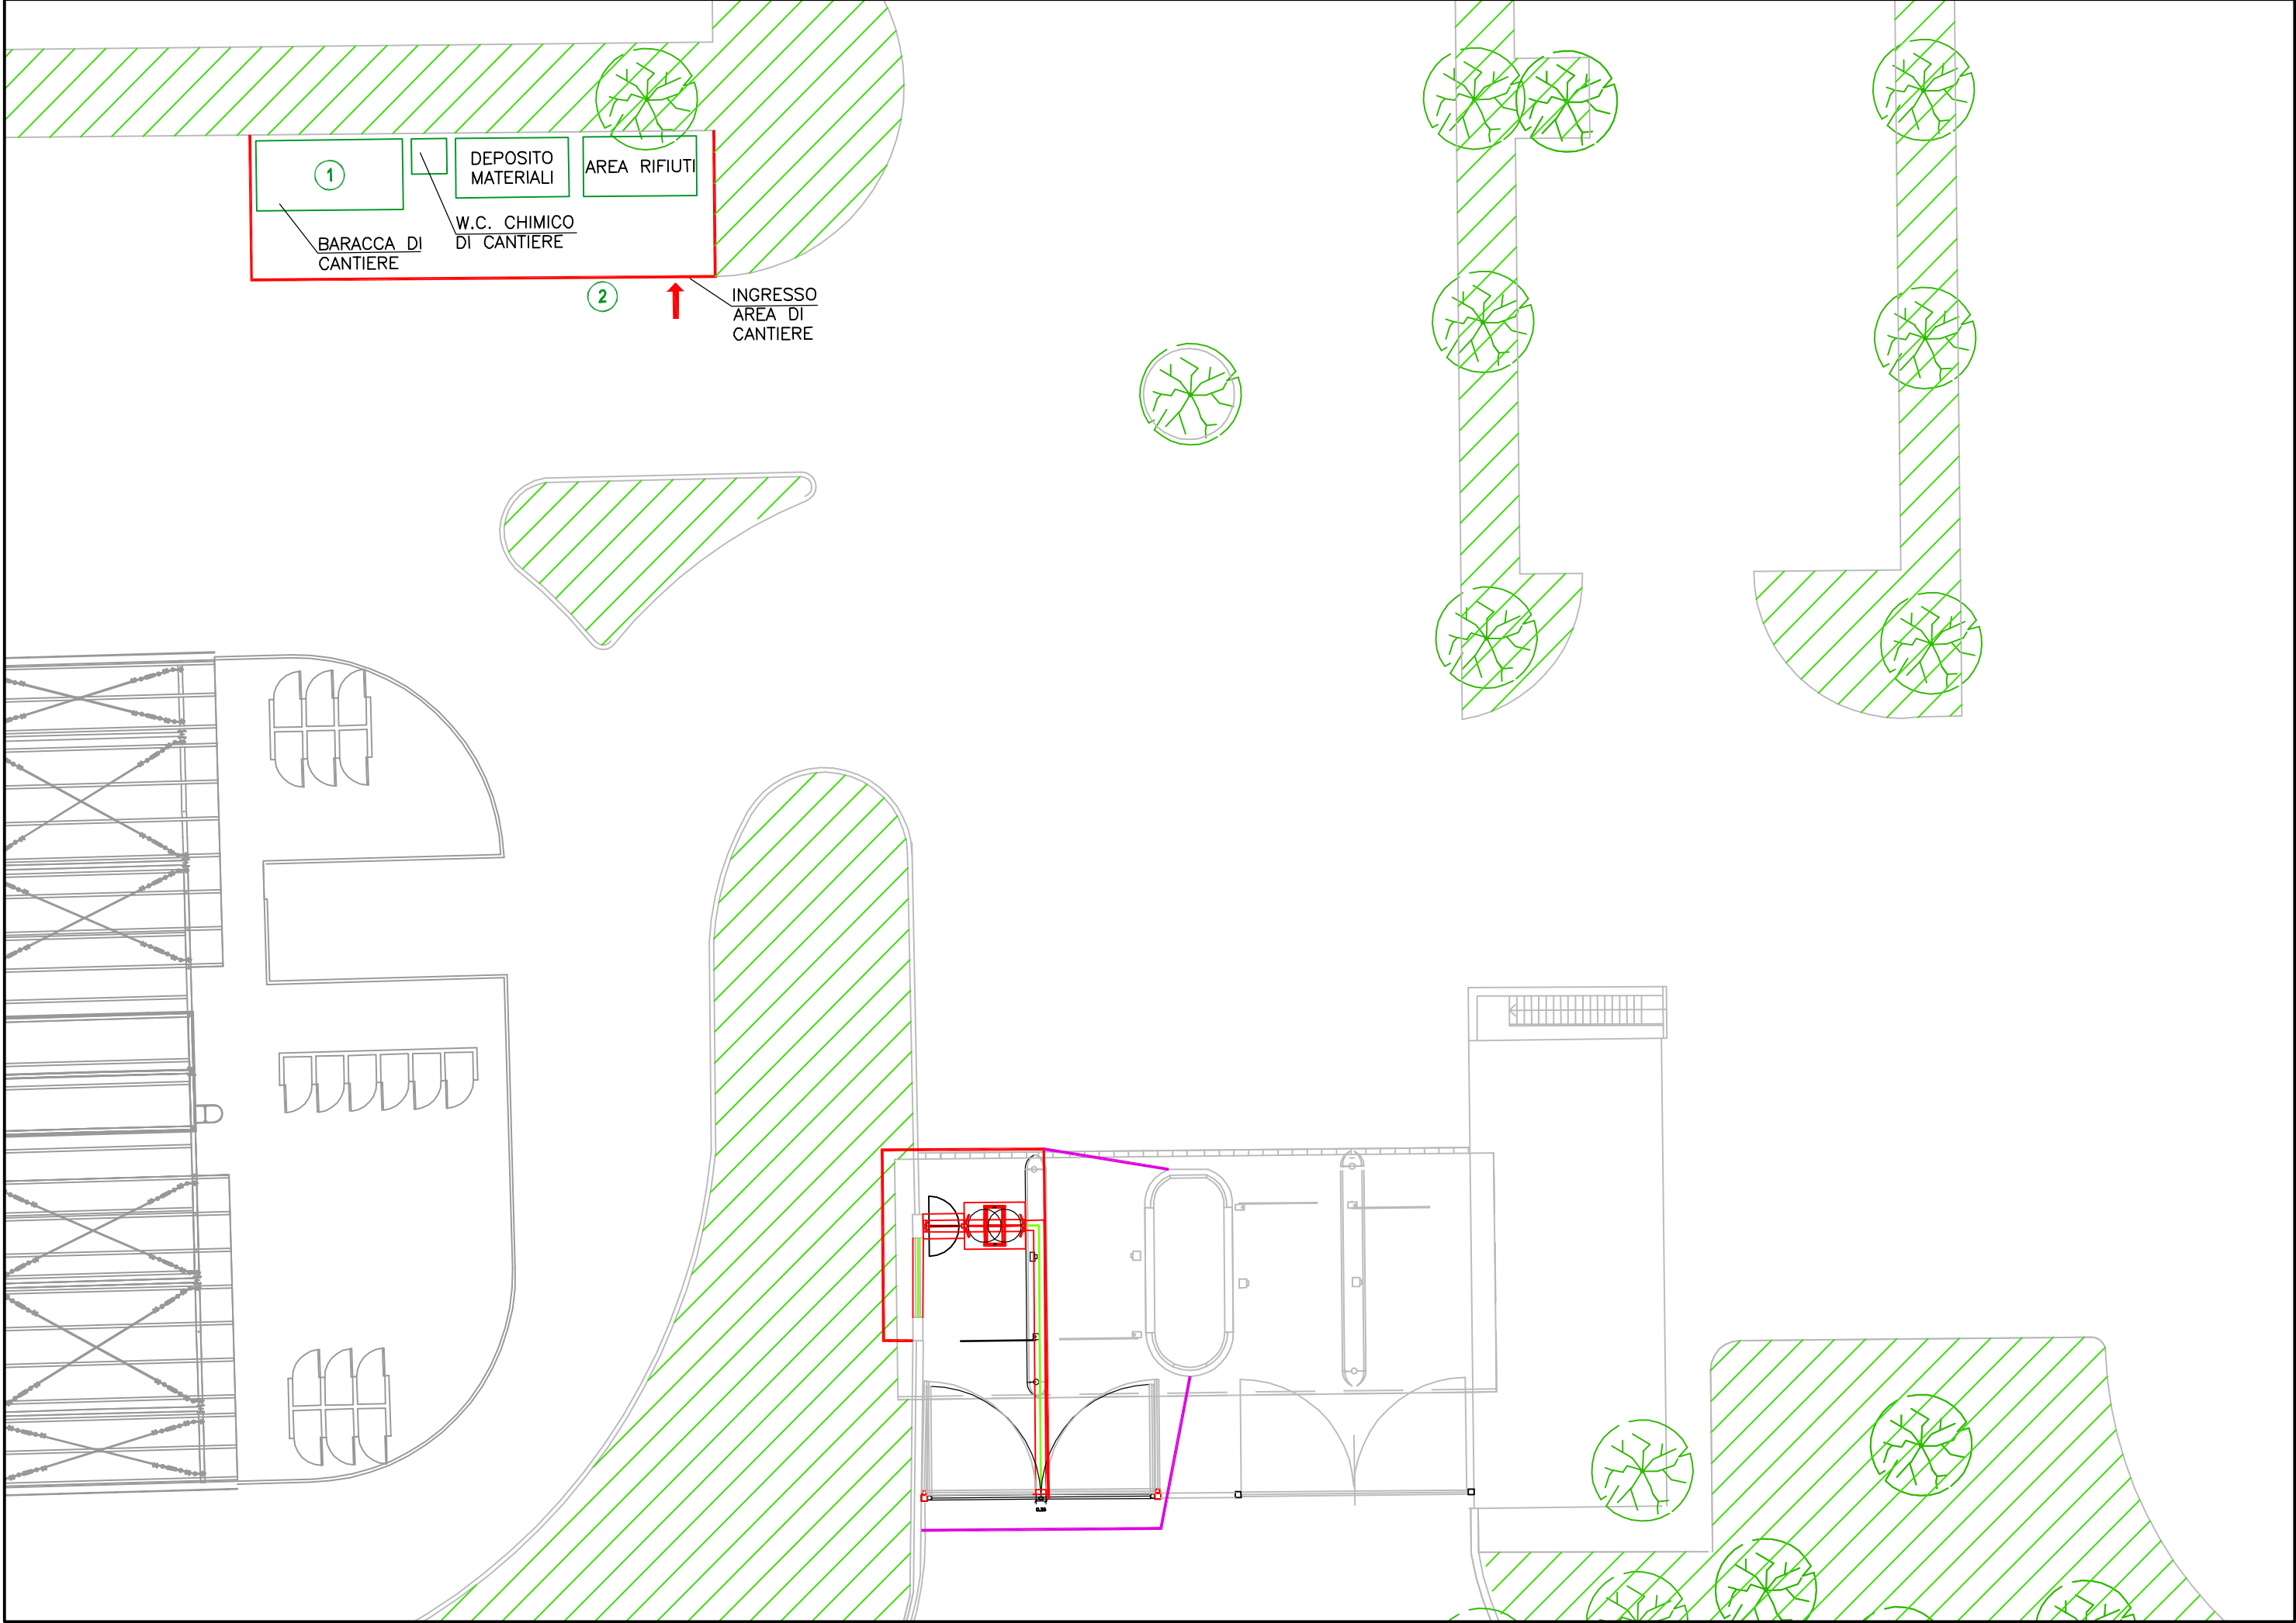 1
DEPOSITO
MATERIALI
AREA RIFIUTI
W.C. CHIMICO
DI CANTIERE
BARACCA DI
CANTIERE
2
INGRESSO
AREA DI
CANTIERE